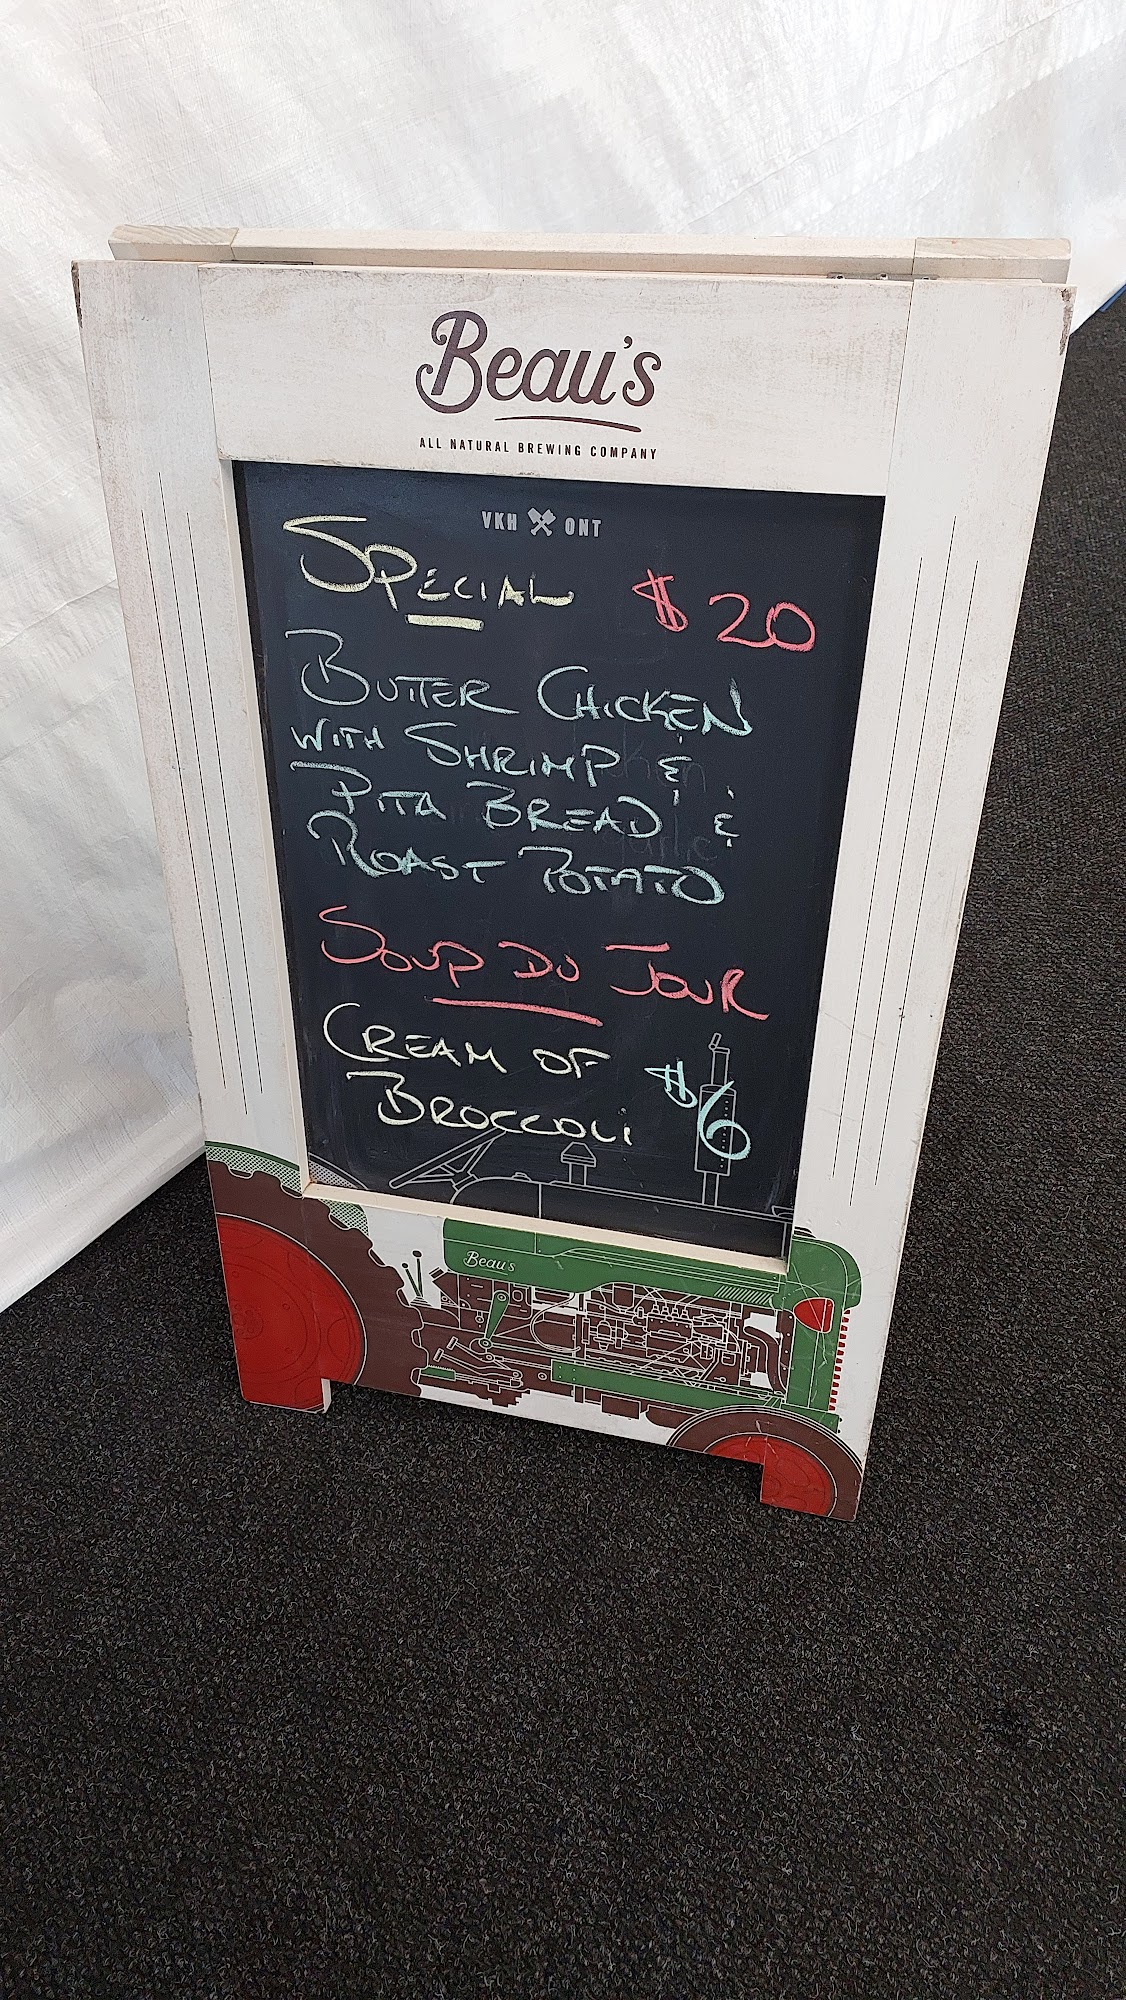 Beau's
ALL NATURAL BREWING COMPANY
VKH ONT
SPECIAL $20
BUTTER CHICKEN
WITH SHRIMP &
PITA BREAD &
ROAST POTATO
SOUP DU JOUR
CREAM OF
BROCCOLI $6
Beau's